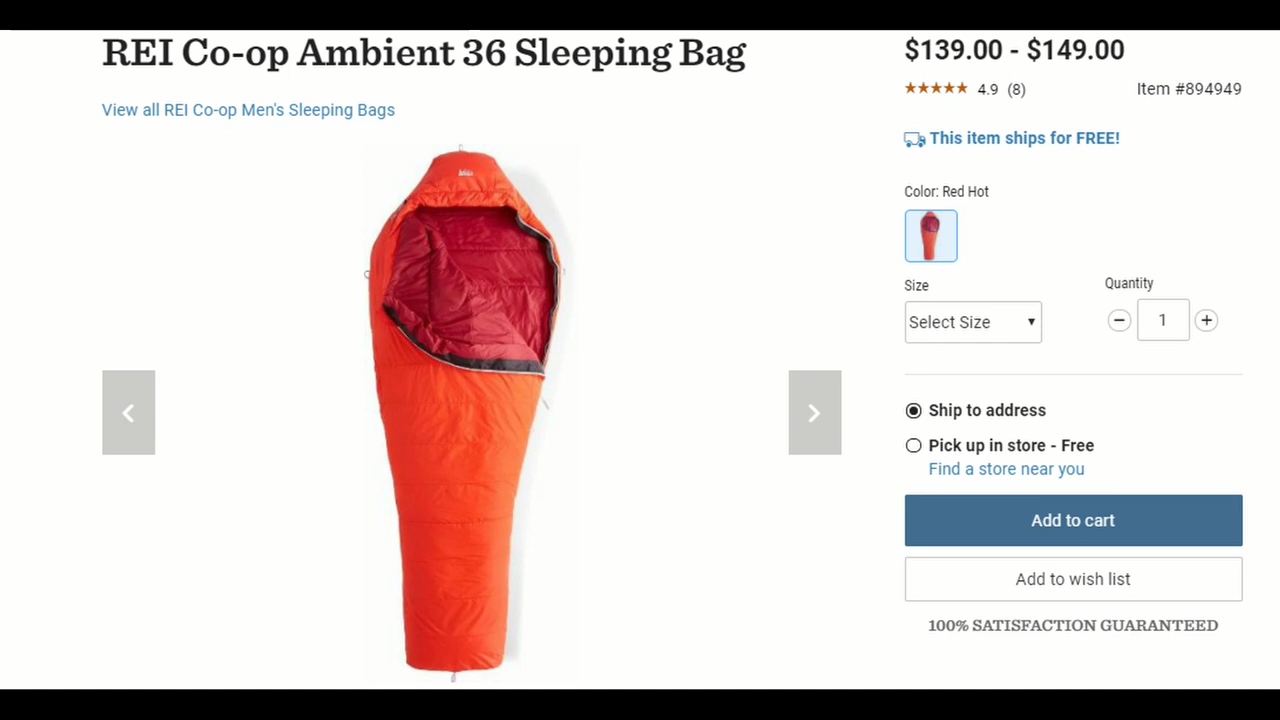 REI Co-op Ambient 36 Sleeping Bag
View all REI Co-op Men's Sleeping Bags
$139.00 - $149.00
4.9 (8)
Item #894949
This item ships for FREE!
Color: Red Hot
Size
Quantity
Select Size
1
Ship to address
Pick up in store - Free
Find a store near you
Add to cart
Add to wish list
100% SATISFACTION GUARANTEED